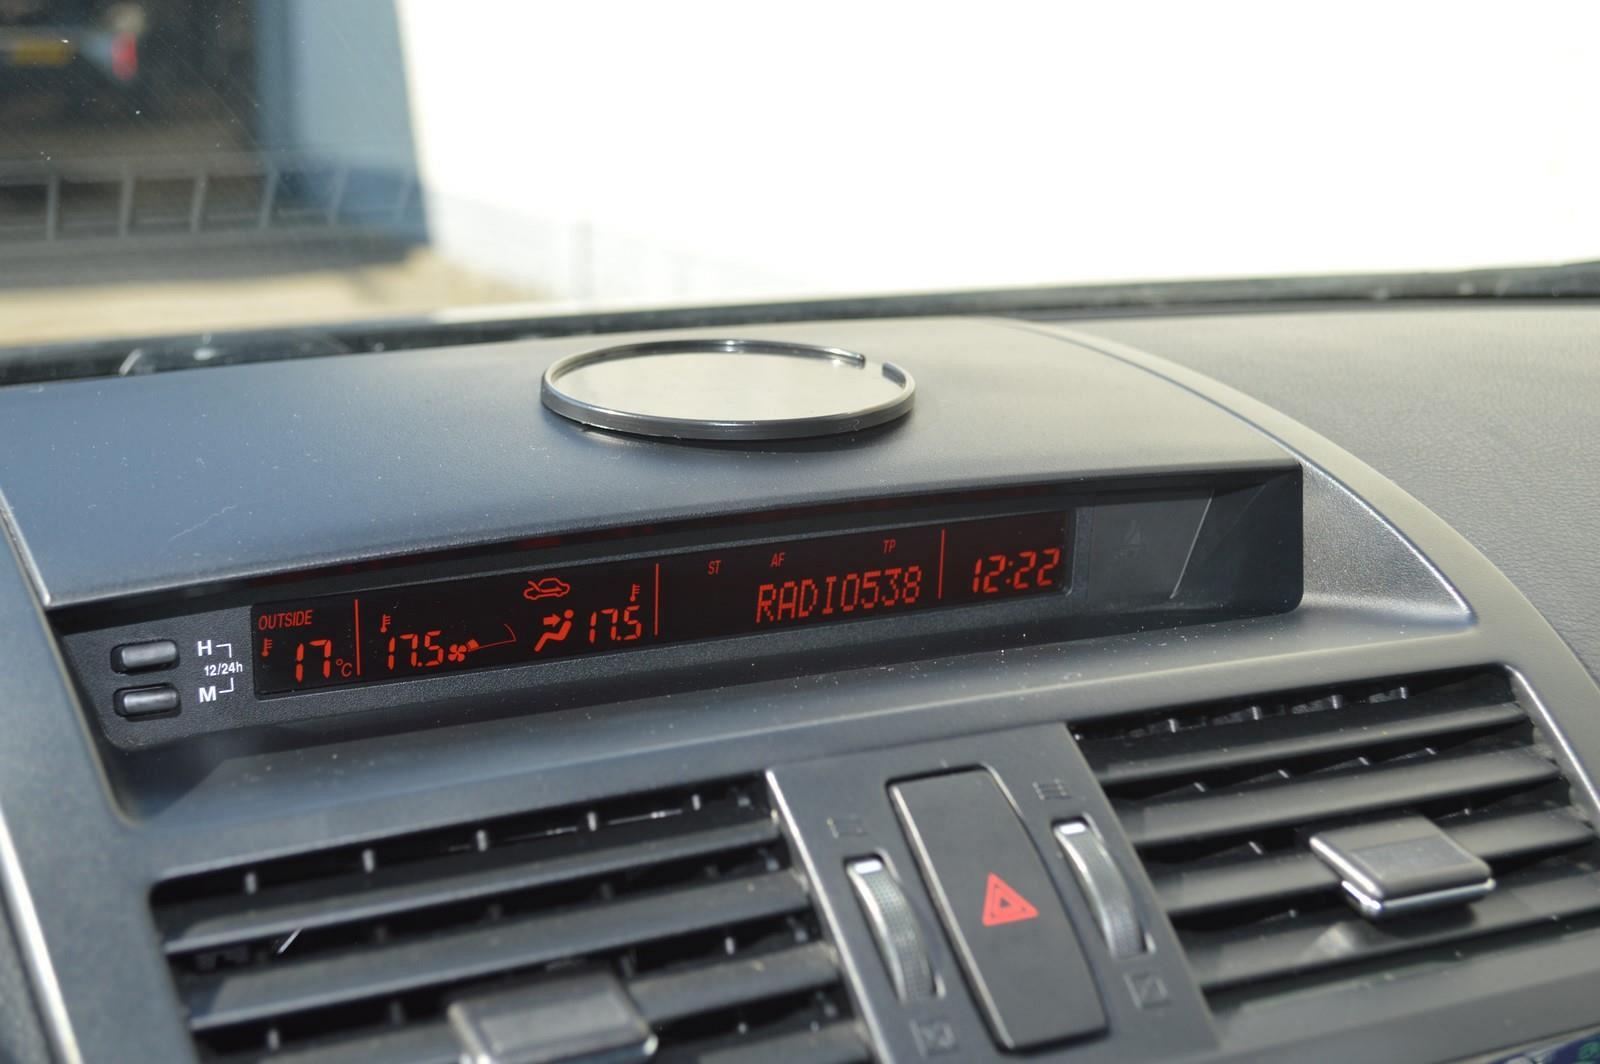 H
12/24h
M
OUTSIDE
17°C
17.5
17.5
ST AF TP
RADIO538
12:22